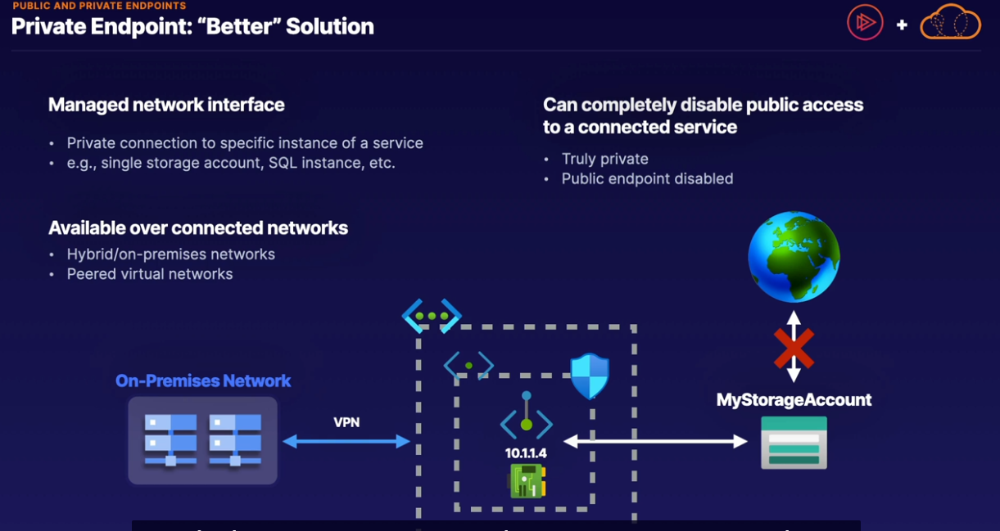 PUBLIC AND PRIVATE ENDPOINTS
Private Endpoint: “Better” Solution
+
Managed network interface
• Private connection to specific instance of a service
• e.g., single storage account, SQL instance, etc.
Can completely disable public access
to a connected service
• Truly private
• Public endpoint disabled
Available over connected networks
• Hybrid/on-premises networks
• Peered virtual networks
On-Premises Network
VPN
10.1.1.4
MyStorageAccount